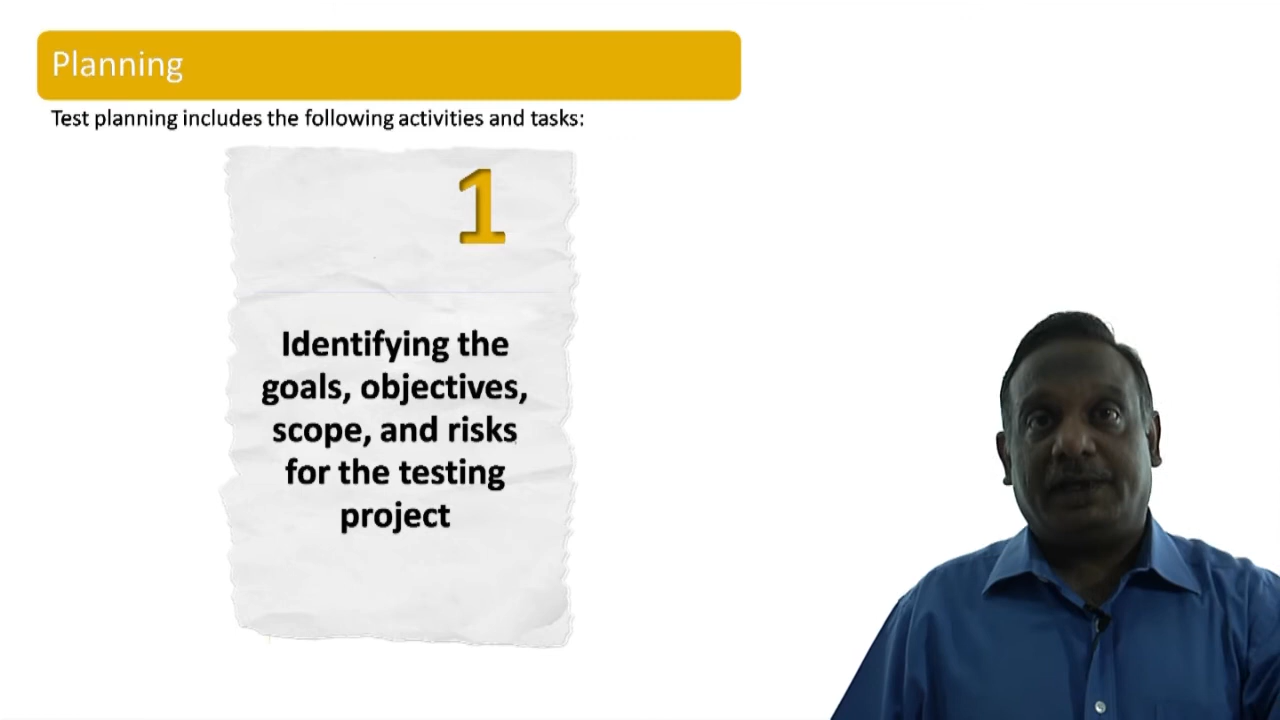 Planning
Test planning includes the following activities and tasks:
1
Identifying the
goals, objectives,
scope, and risks
for the testing
project